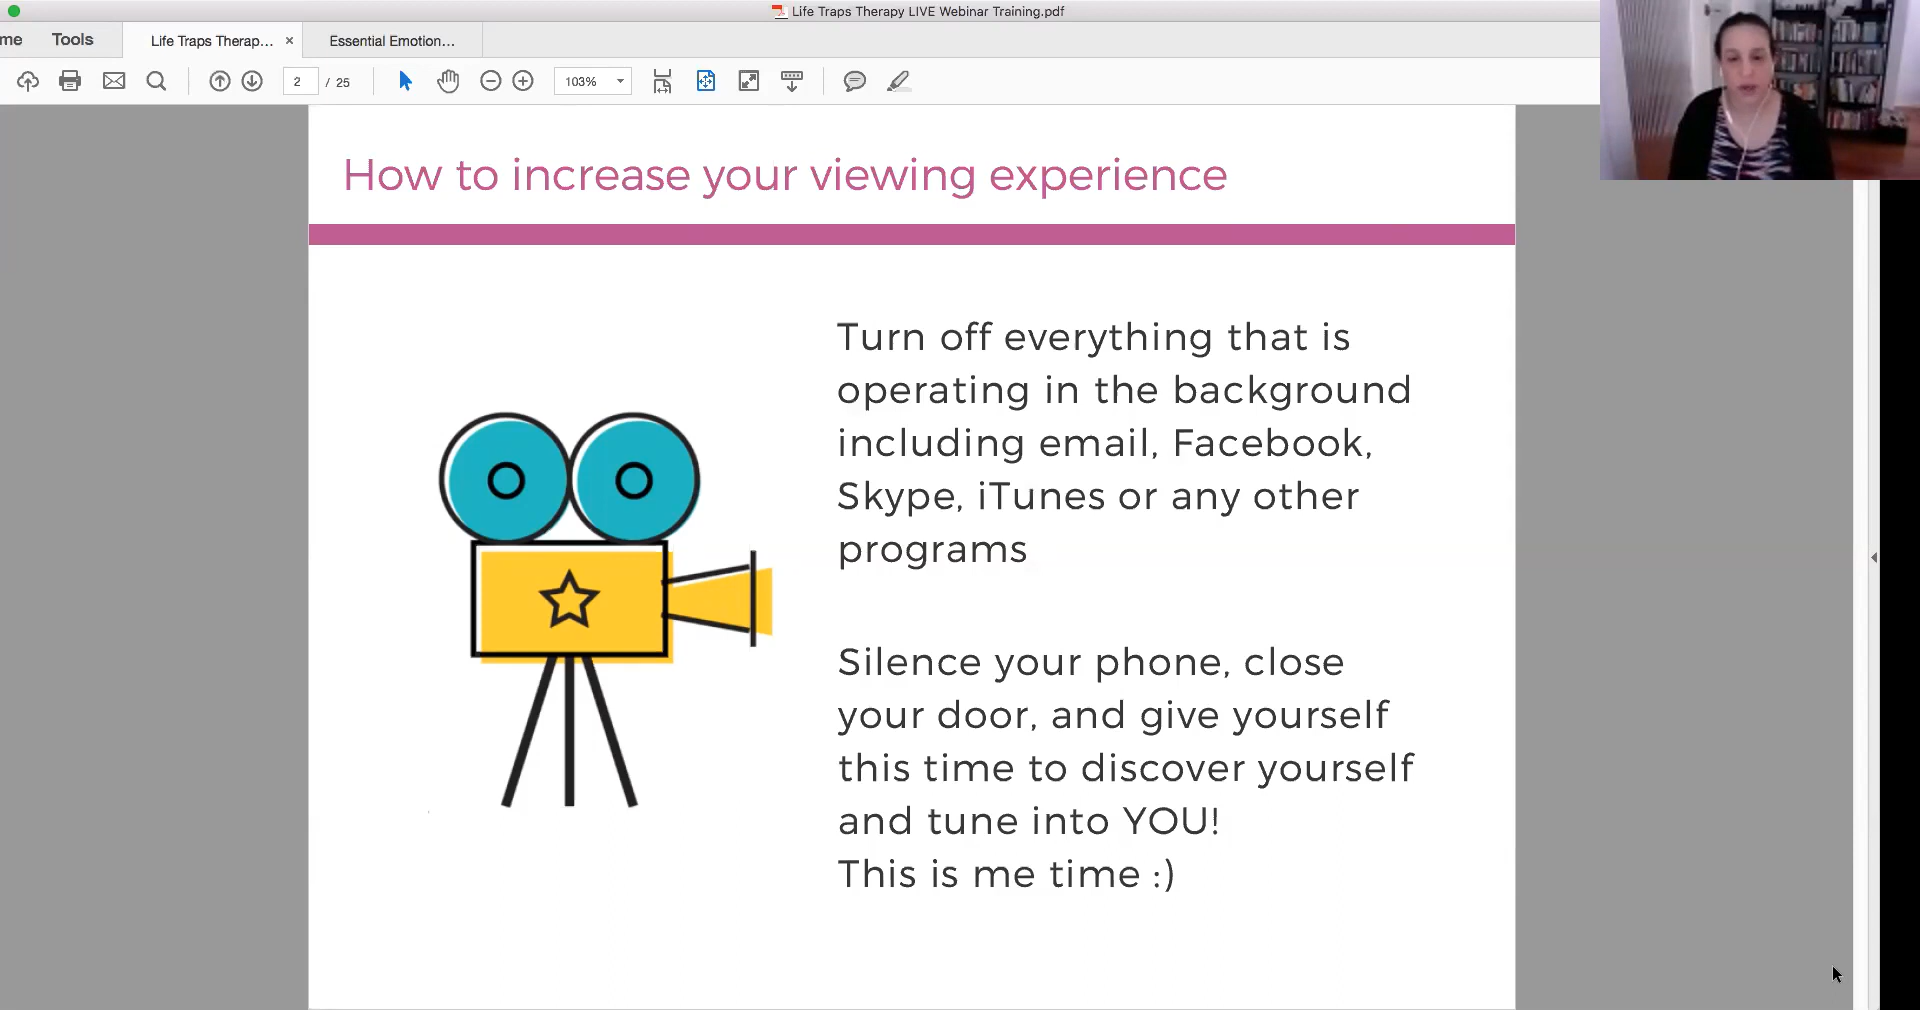 Life Traps Therapy LIVE Webinar Training.pdf
me Tools Life Traps Therap... × Essential Emotion...
2 / 25 103%
How to increase your viewing experience
Turn off everything that is
operating in the background
including email, Facebook,
Skype, iTunes or any other
programs
Silence your phone, close
your door, and give yourself
this time to discover yourself
and tune into YOU!
This is me time :)